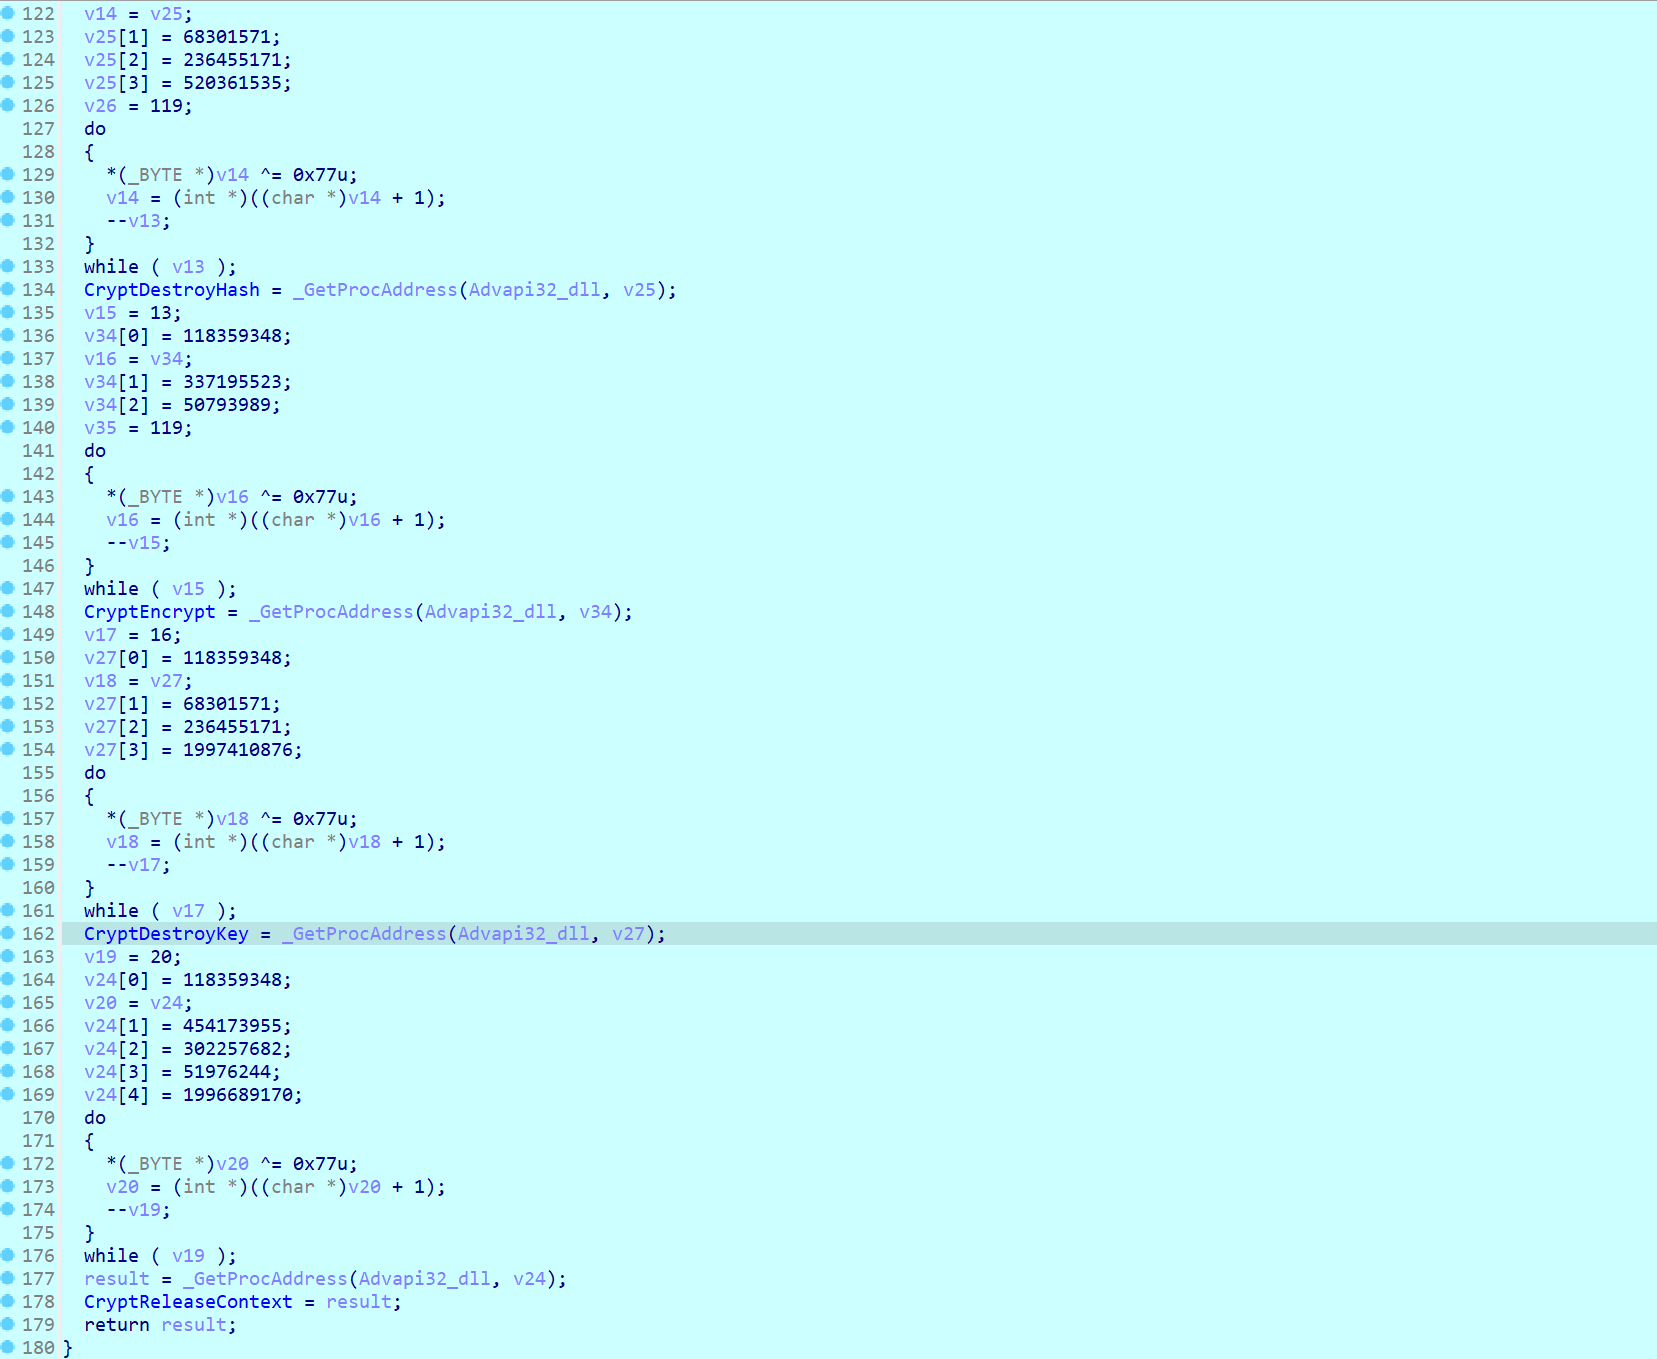 122 v14 = v25;
123 v25[1] = 68301571;
124 v25[2] = 236455171;
125 v25[3] = 520361535;
126 v26 = 119;
127 do
128 {
129 *(_BYTE *)v14 ^= 0x77u;
130 v14 = (int *)((char *)v14 + 1);
131 --v13;
132 }
133 while ( v13 );
134 CryptDestroyHash = _GetProcAddress(Advapi32_dll, v25);
135 v15 = 13;
136 v34[0] = 118359348;
137 v16 = v34;
138 v34[1] = 337195523;
139 v34[2] = 50793989;
140 v35 = 119;
141 do
142 {
143 *(_BYTE *)v16 ^= 0x77u;
144 v16 = (int *)((char *)v16 + 1);
145 --v15;
146 }
147 while ( v15 );
148 CryptEncrypt = _GetProcAddress(Advapi32_dll, v34);
149 v17 = 16;
150 v27[0] = 118359348;
151 v18 = v27;
152 v27[1] = 68301571;
153 v27[2] = 236455171;
154 v27[3] = 1997410876;
155 do
156 {
157 *(_BYTE *)v18 ^= 0x77u;
158 v18 = (int *)((char *)v18 + 1);
159 --v17;
160 }
161 while ( v17 );
162 CryptDestroyKey = _GetProcAddress(Advapi32_dll, v27);
163 v19 = 20;
164 v24[0] = 118359348;
165 v20 = v24;
166 v24[1] = 454173955;
167 v24[2] = 302257682;
168 v24[3] = 51976244;
169 v24[4] = 1996689170;
170 do
171 {
172 *(_BYTE *)v20 ^= 0x77u;
173 v20 = (int *)((char *)v20 + 1);
174 --v19;
175 }
176 while ( v19 );
177 result = _GetProcAddress(Advapi32_dll, v24);
178 CryptReleaseContext = result;
179 return result;
180 }